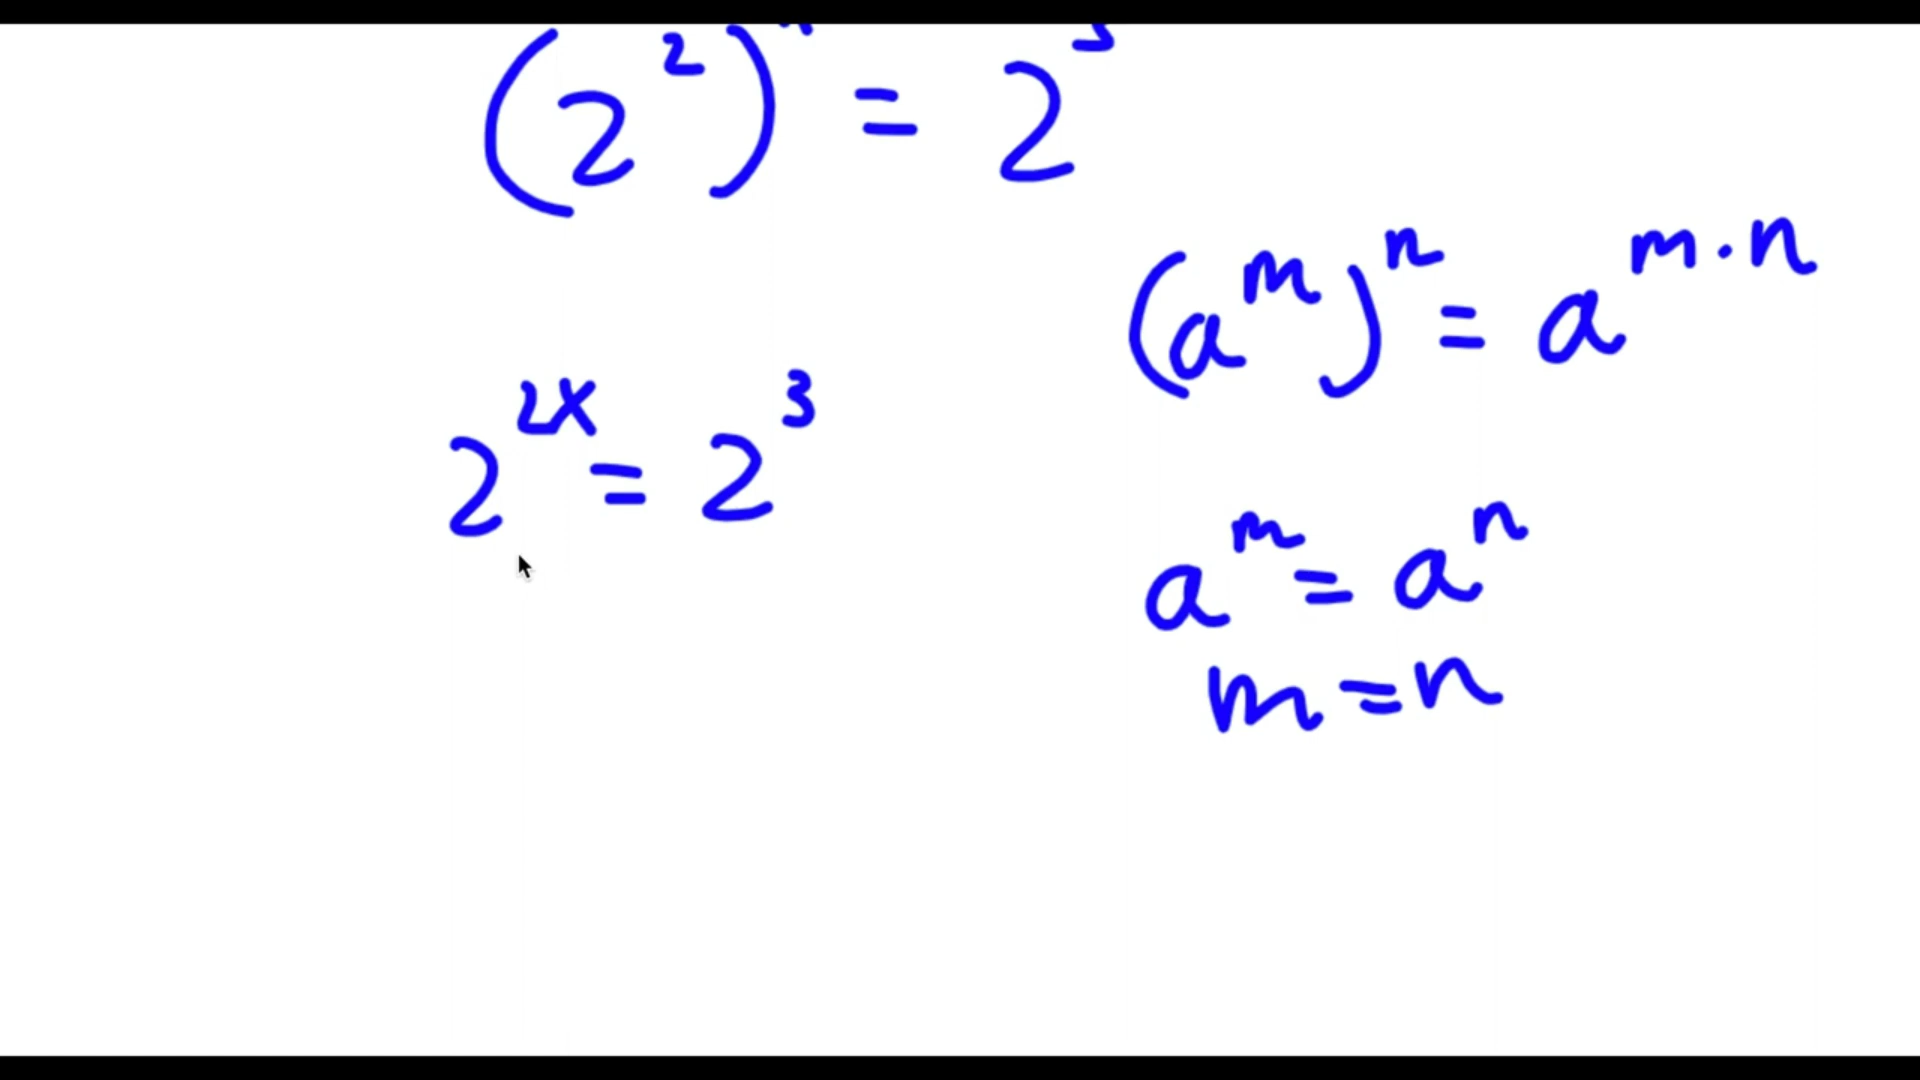 (2²) = 2
(aᵐ)ⁿ = aᵐ·ⁿ
2²ˣ = 2³
aᵐ = aⁿ
m = n